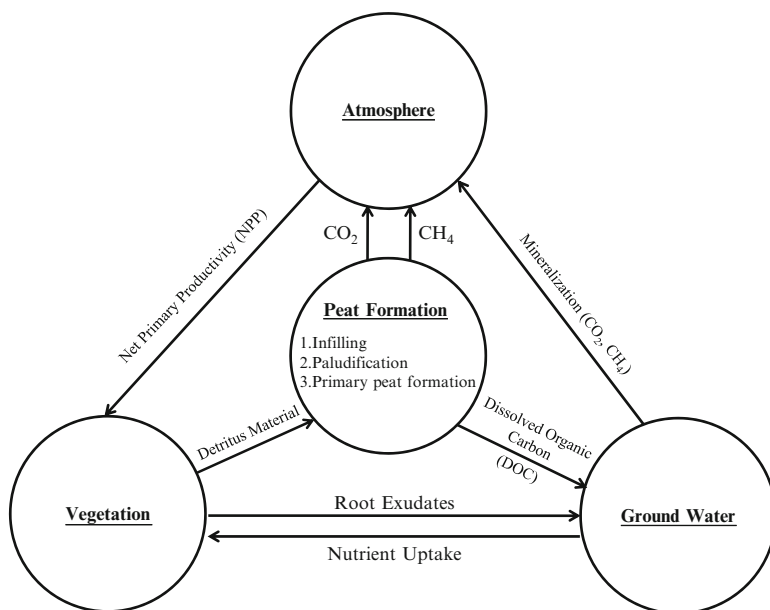 Atmosphere
CO₂
CH₄
Net Primary Productivity (NPP)
Mineralization (CO₂, CH₄)
Peat Formation
1.Infilling
2.Paludification
3.Primary peat formation
Detritus Material
Dissolved Organic
Carbon
(DOC)
Vegetation
Root Exudates
Nutrient Uptake
Ground Water